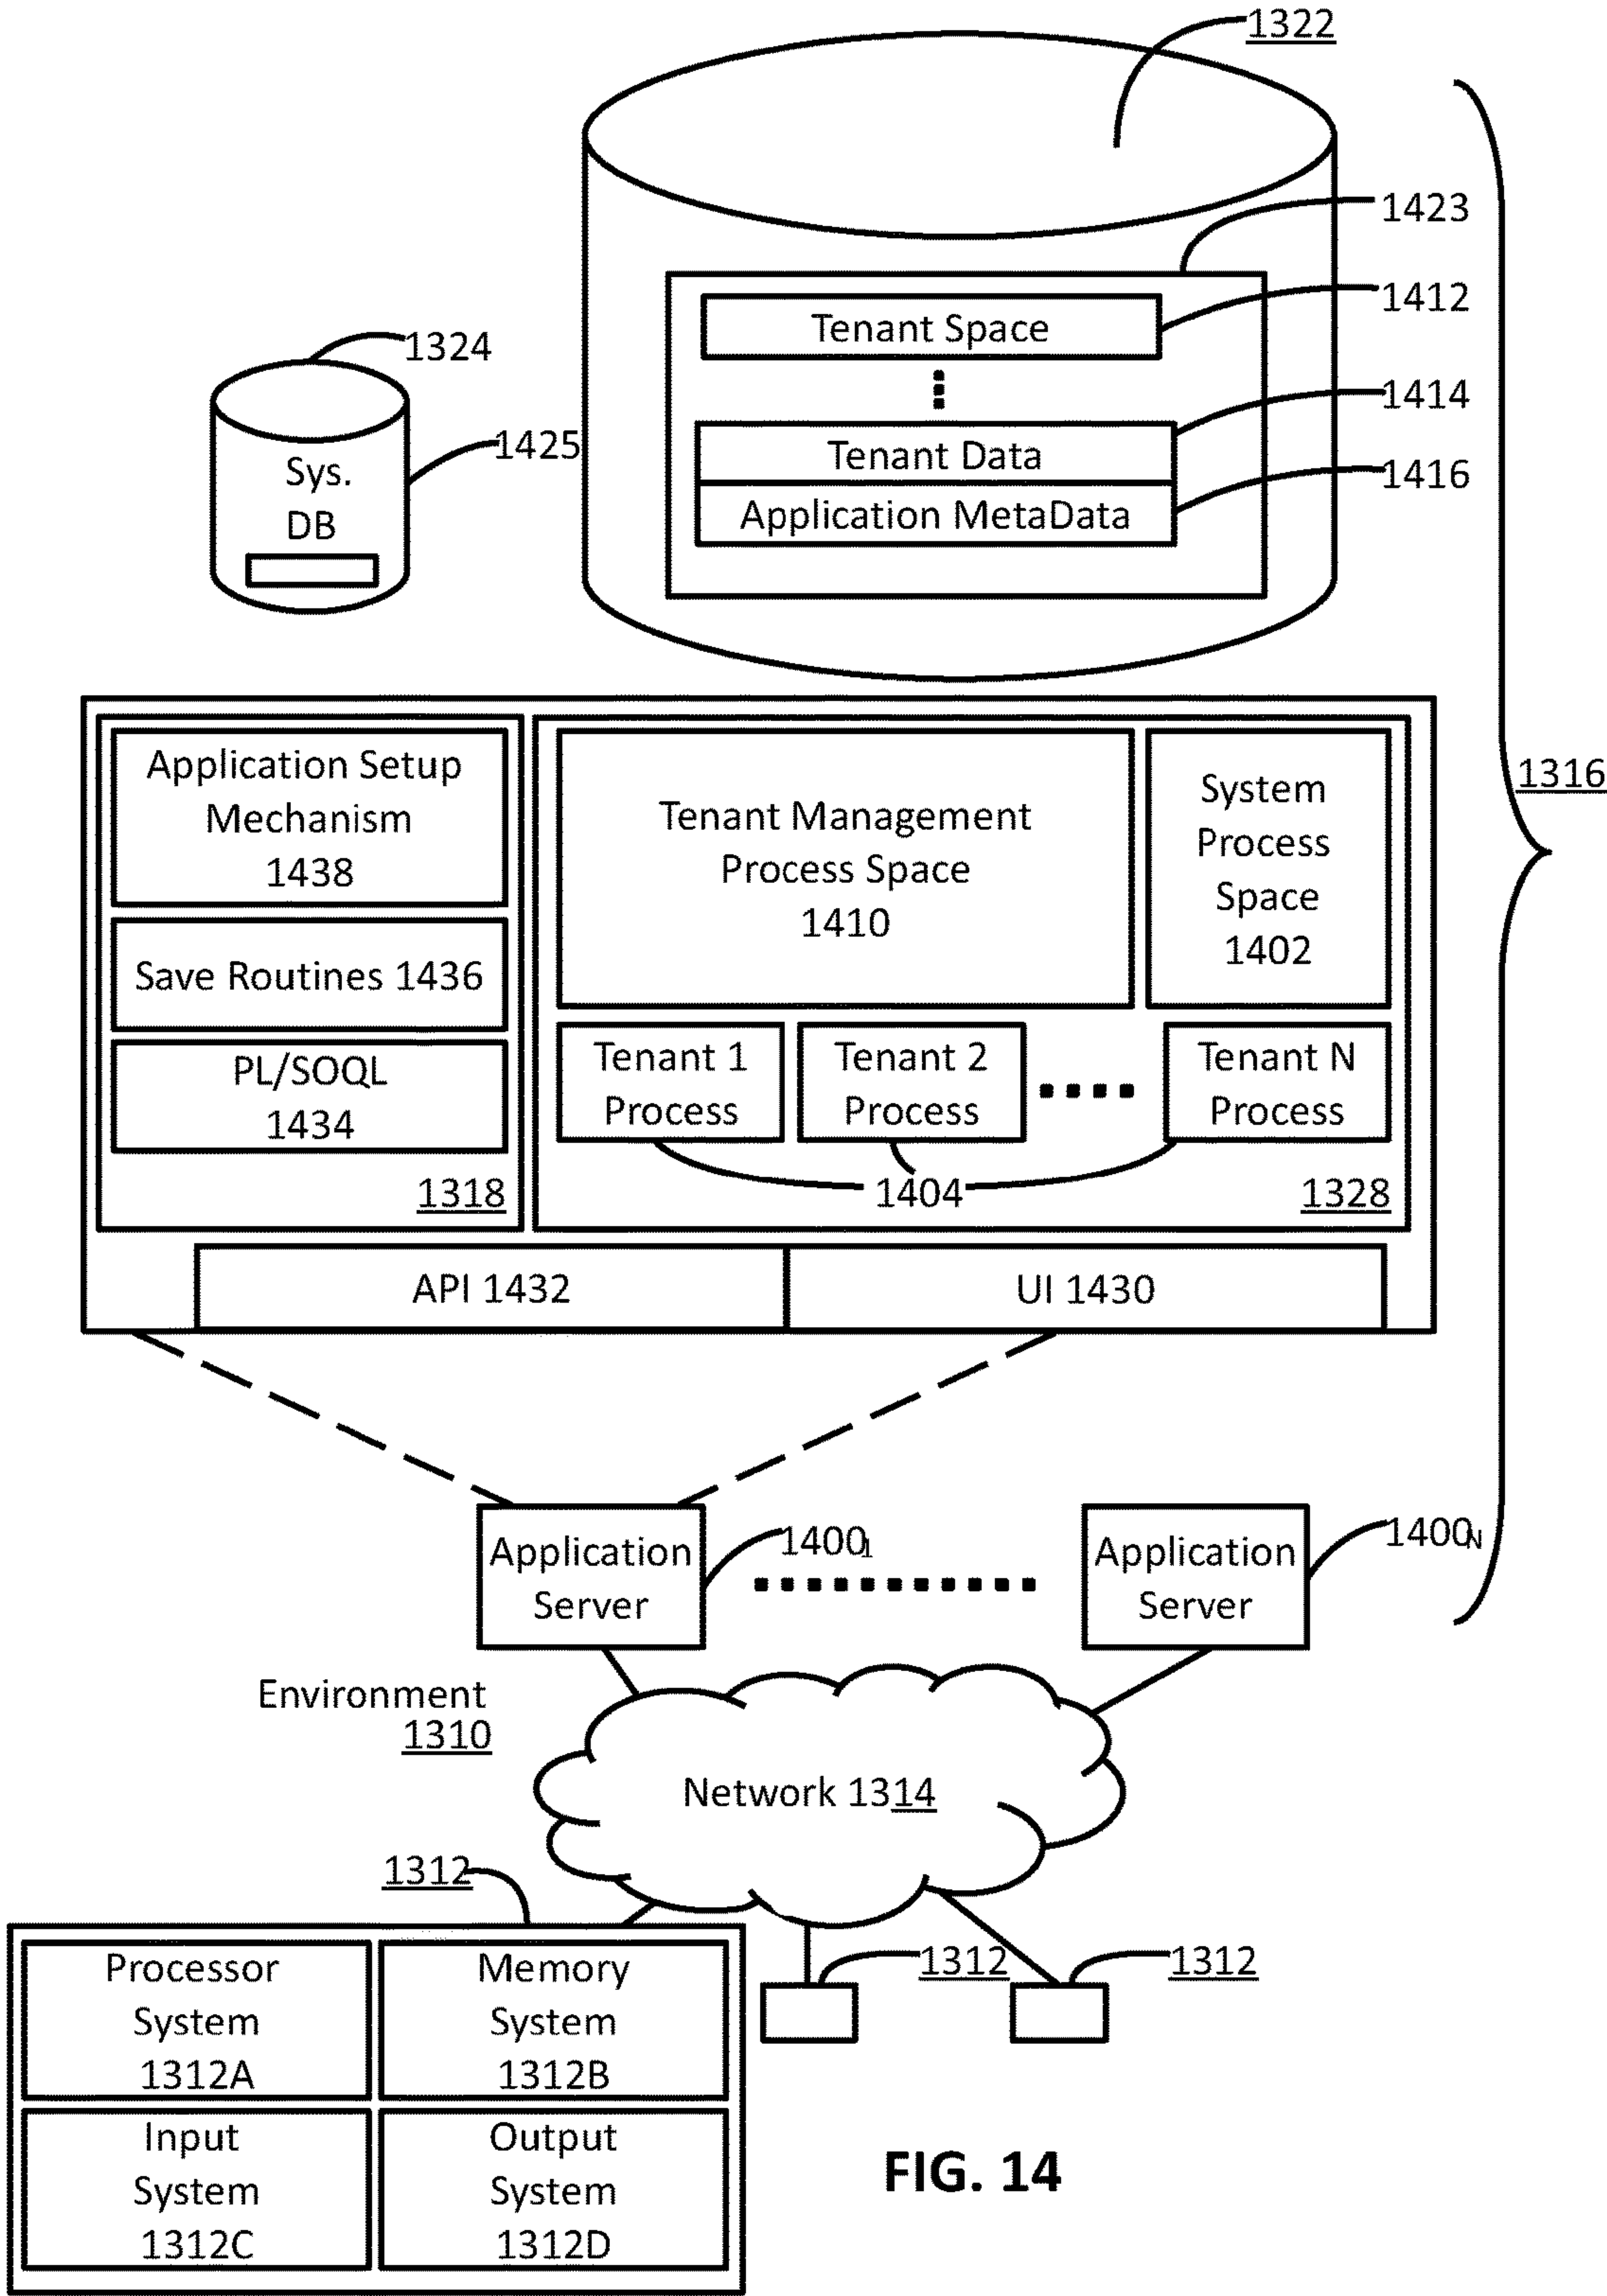 1322
1423
Tenant Space
1412
1324
1414
1425
Tenant Data
Sys.
DB
1416
Application MetaData
Application Setup
Mechanism
1438
Save Routines 1436
PL/SOQL
1434
1318
Tenant Management
Process Space
1410
System
Process
Space
1402
Tenant 1
Process
Tenant 2
Process
Tenant N
Process
1404
1328
1316
API 1432
UI 1430
Application
Server
1400₁
Application
Server
1400N
Environment
1310
Network 1314
1312
Processor
System
1312A
Memory
System
1312B
Input
System
1312C
Output
System
1312D
1312
1312
FIG. 14